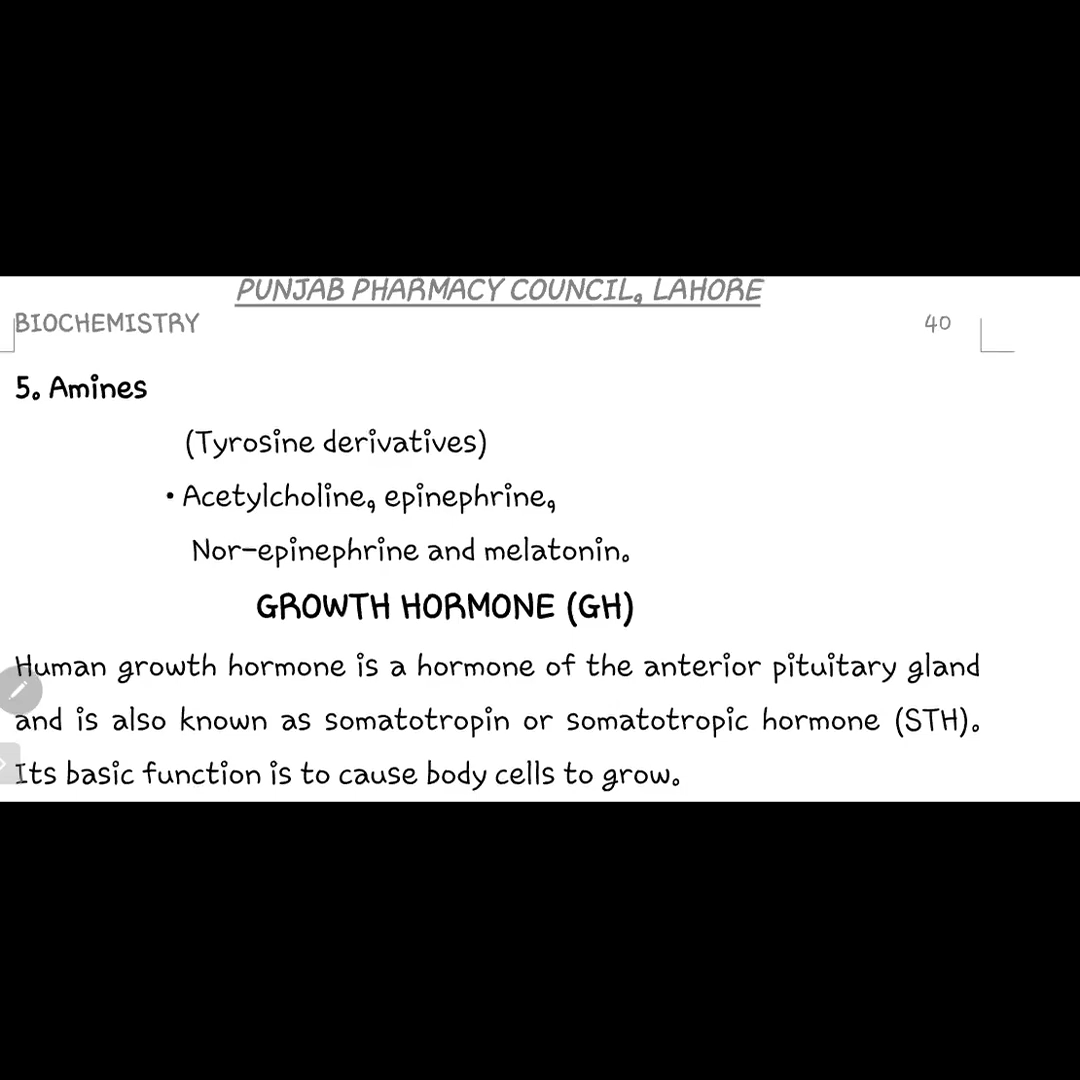 PUNJAB PHARMACY COUNCIL, LAHORE
BIOCHEMISTRY 40
5. Amines
(Tyrosine derivatives)
• Acetylcholine, epinephrine,
Nor-epinephrine and melatonin.
GROWTH HORMONE (GH)
Human growth hormone is a hormone of the anterior pituitary gland
and is also known as somatotropin or somatotropic hormone (STH).
Its basic function is to cause body cells to grow.